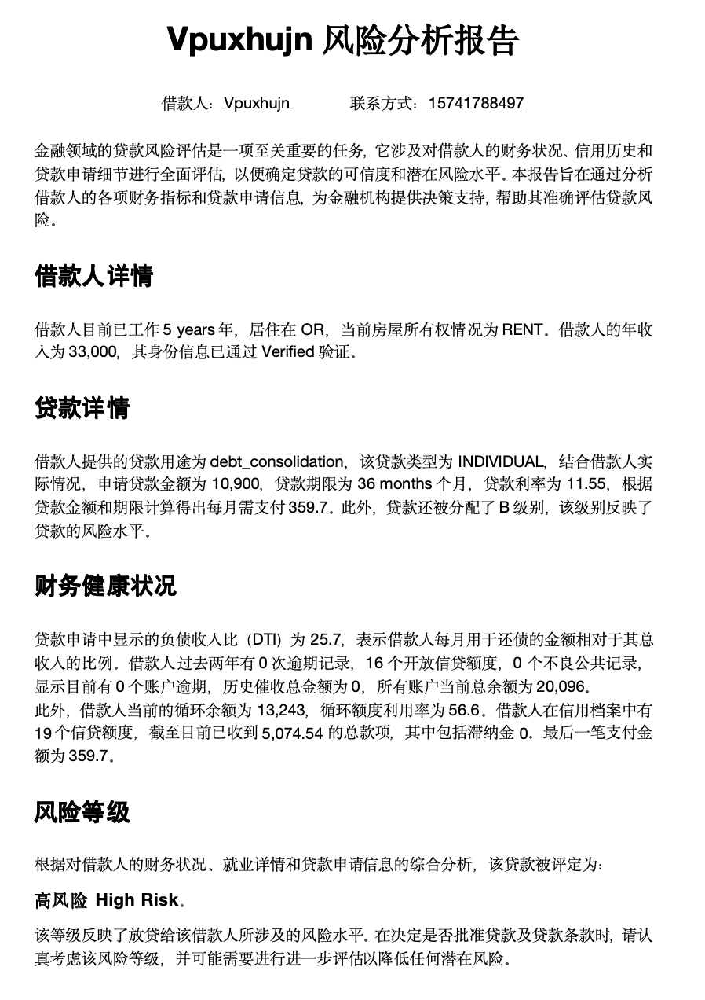 Vpuxhujn 风险分析报告
借款人：Vpuxhujn 联系方式：15741788497
金融领域的贷款风险评估是一项至关重要的任务，它涉及对借款人的财务状况、信用历史和
贷款申请细节进行全面评估，以便确定贷款的可信度和潜在风险水平。本报告旨在通过分析
借款人的各项财务指标和贷款申请信息，为金融机构提供决策支持，帮助其准确评估贷款风
险。
借款人详情
借款人目前已工作 5 years 年，居住在 OR，当前房屋所有权情况为 RENT。借款人的年收
入为 33,000，其身份信息已通过 Verified 验证。
贷款详情
借款人提供的贷款用途为 debt_consolidation，该贷款类型为 INDIVIDUAL，结合借款人实
际情况，申请贷款金额为 10,900，贷款期限为 36 months 个月，贷款利率为 11.55，根据
贷款金额和期限计算得出每月需支付 359.7。此外，贷款还被分配了 B 级别，该级别反映了
贷款的风险水平。
财务健康状况
贷款申请中显示的负债收入比（DTI）为 25.7，表示借款人每月用于还债的金额相对于其总
收入的比例。借款人过去两年有 0 次逾期记录，16 个开放信贷额度，0 个不良公共记录，
显示目前有 0 个账户逾期，历史催收总金额为 0，所有账户当前总余额为 20,096。
此外，借款人当前的循环余额为 13,243，循环额度利用率为 56.6。借款人在信用档案中有
19 个信贷额度，截至目前已收到 5,074.54 的总款项，其中包括滞纳金 0。最后一笔支付金
额为 359.7。
风险等级
根据对借款人的财务状况、就业详情和贷款申请信息的综合分析，该贷款被评定为：
高风险 High Risk。
该等级反映了放贷给该借款人所涉及的风险水平。在决定是否批准贷款及贷款条款时，请认
真考虑该风险等级，并可能需要进行进一步评估以降低任何潜在风险。